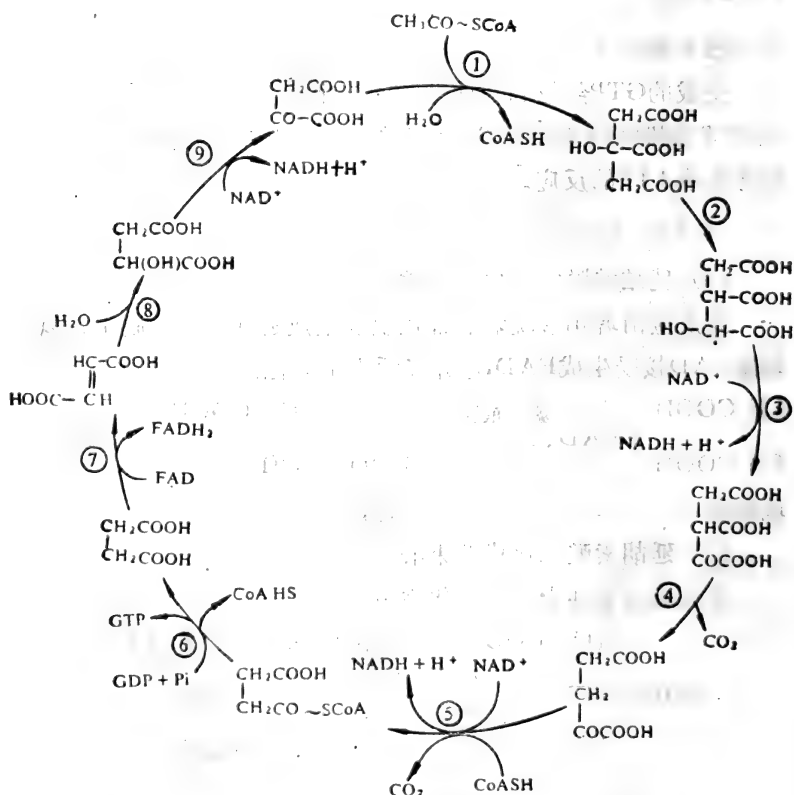 CH₃CO~SCoA
①
H₂O
CoA SH
CH₂COOH
CO-COOH
CH₂COOH
HO-C-COOH
CH₂COOH
②
CH₂-COOH
CH-COOH
HO-CH-COOH
NAD⁺
③
NADH + H⁺
CH₂COOH
CHCOOH
COCOOH
④
CO₂
CH₂COOH
CH₂
COCOOH
NADH + H⁺
NAD⁺
⑤
CO₂
CoASH
CH₂COOH
CH₂CO ~SCoA
CoA HS
GTP
⑥
GDP + Pi
CH₂COOH
CH₂COOH
FADH₂
⑦
FAD
HC-COOH
HOOC-CH
H₂O
⑧
CH₂COOH
CH(OH)COOH
⑨
NADH+H⁺
NAD⁺